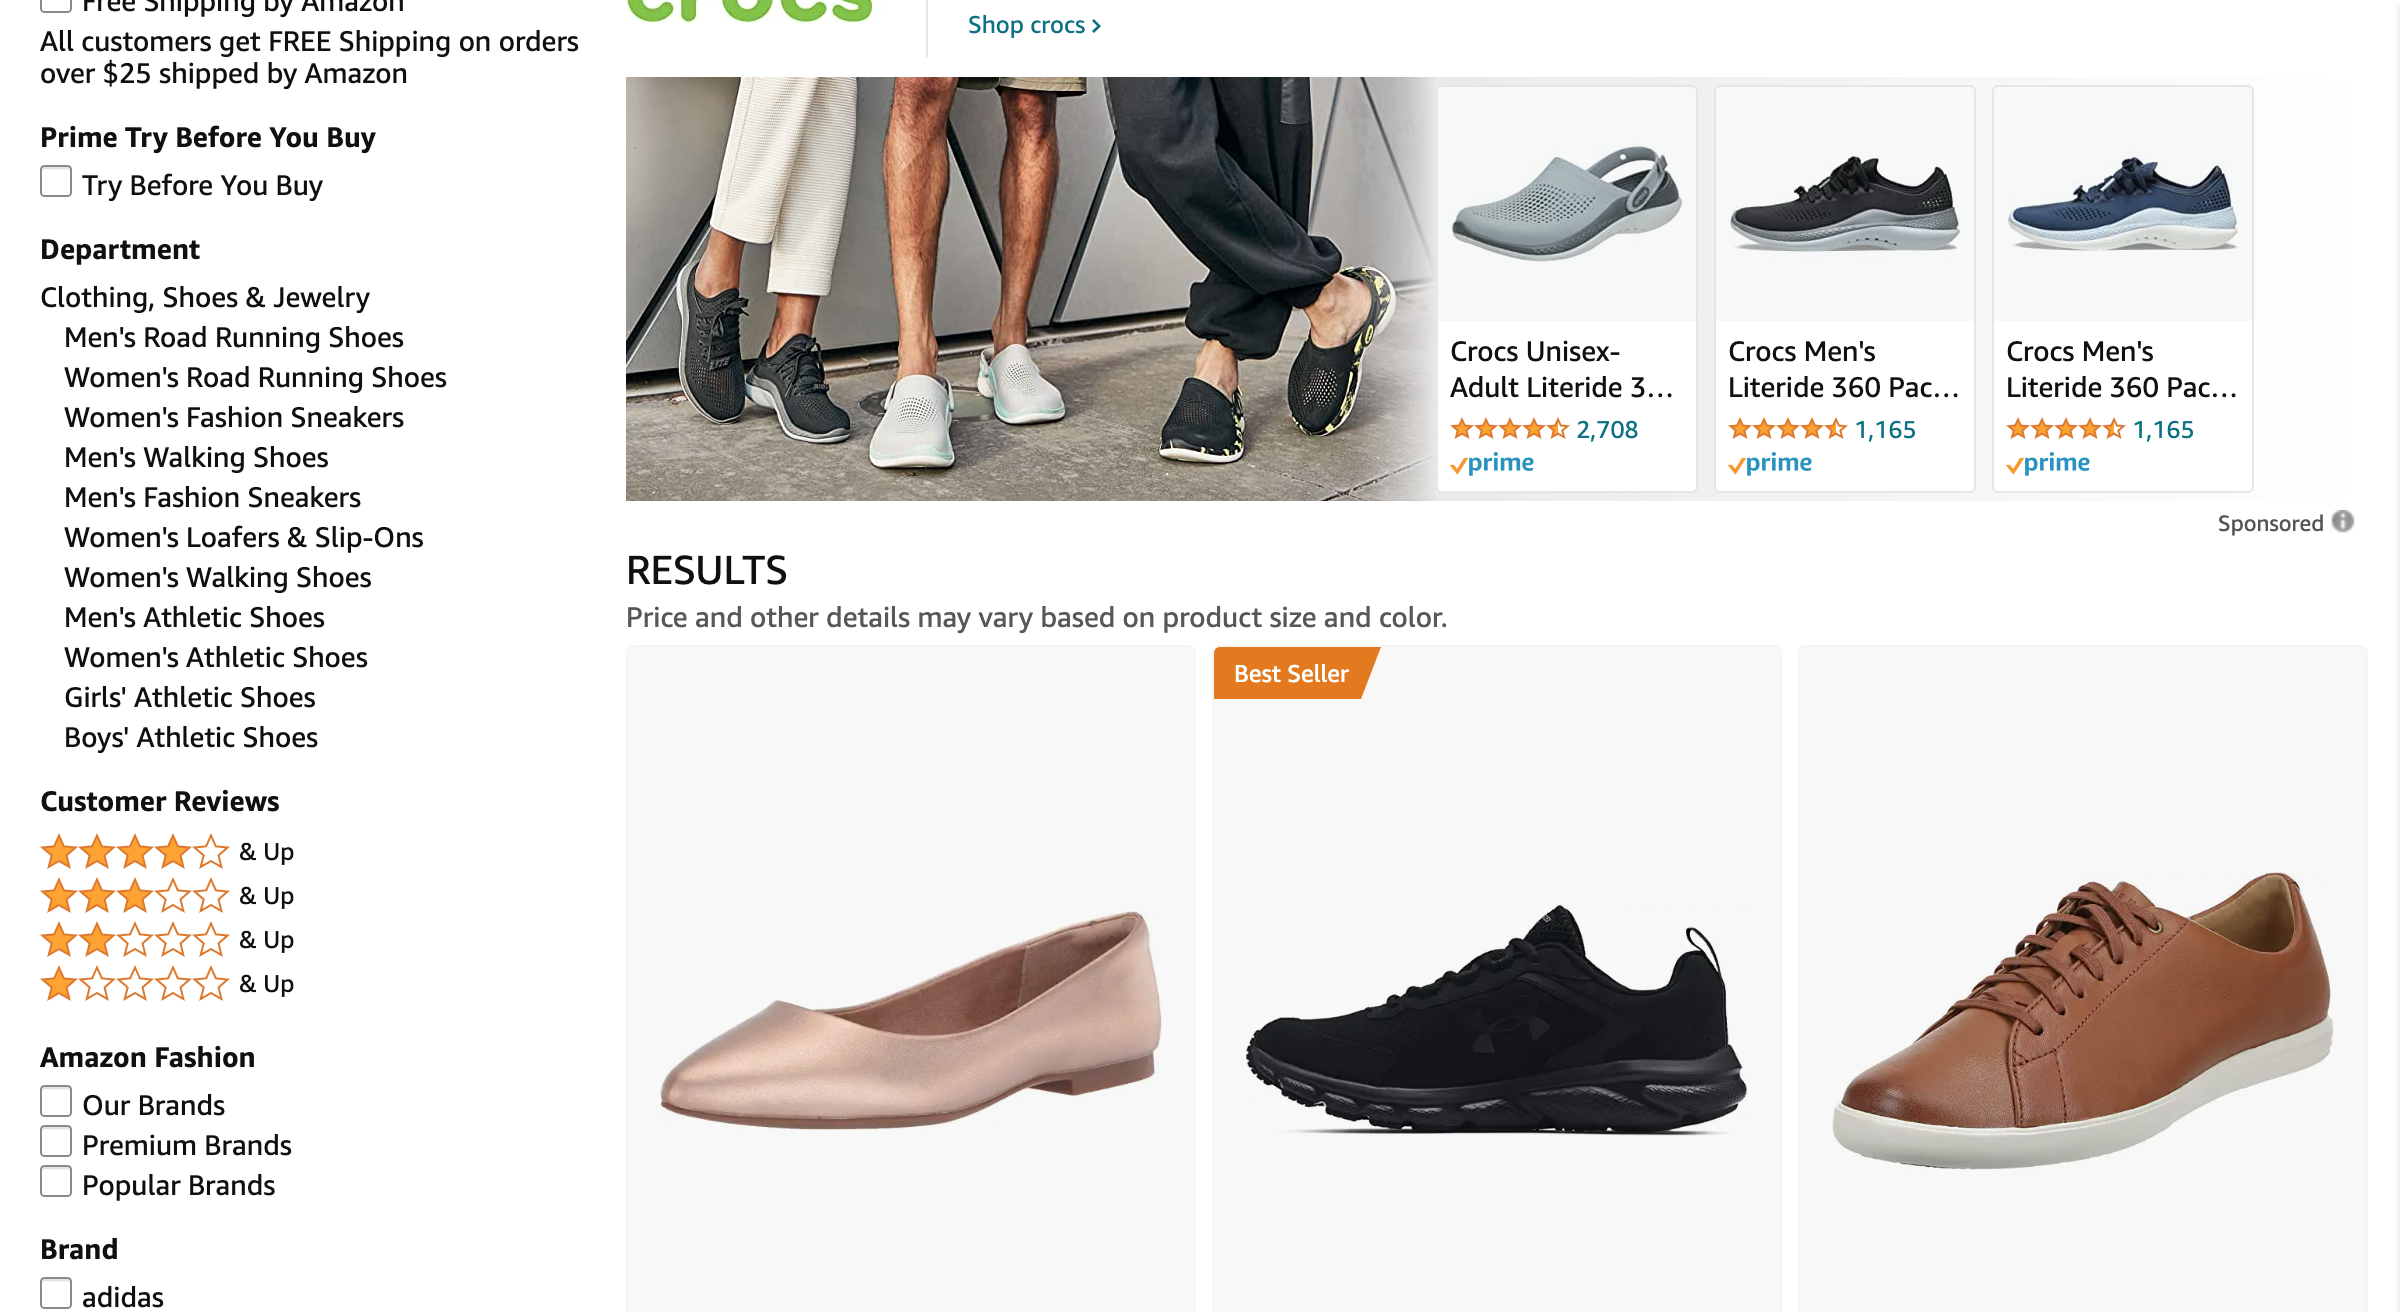 Free Shipping by Amazon
All customers get FREE Shipping on orders
over $25 shipped by Amazon
Prime Try Before You Buy
Try Before You Buy
Department
Clothing, Shoes & Jewelry
Men's Road Running Shoes
Women's Road Running Shoes
Women's Fashion Sneakers
Men's Walking Shoes
Men's Fashion Sneakers
Women's Loafers & Slip-Ons
Women's Walking Shoes
Men's Athletic Shoes
Women's Athletic Shoes
Girls' Athletic Shoes
Boys' Athletic Shoes
Customer Reviews
& Up
& Up
& Up
& Up
Amazon Fashion
Our Brands
Premium Brands
Popular Brands
Brand
adidas
crocs
Shop crocs ›
Crocs Unisex-
Adult Literide 3...
2,708
prime
Crocs Men's
Literide 360 Pac...
1,165
prime
Crocs Men's
Literide 360 Pac...
1,165
prime
Sponsored
RESULTS
Price and other details may vary based on product size and color.
Best Seller